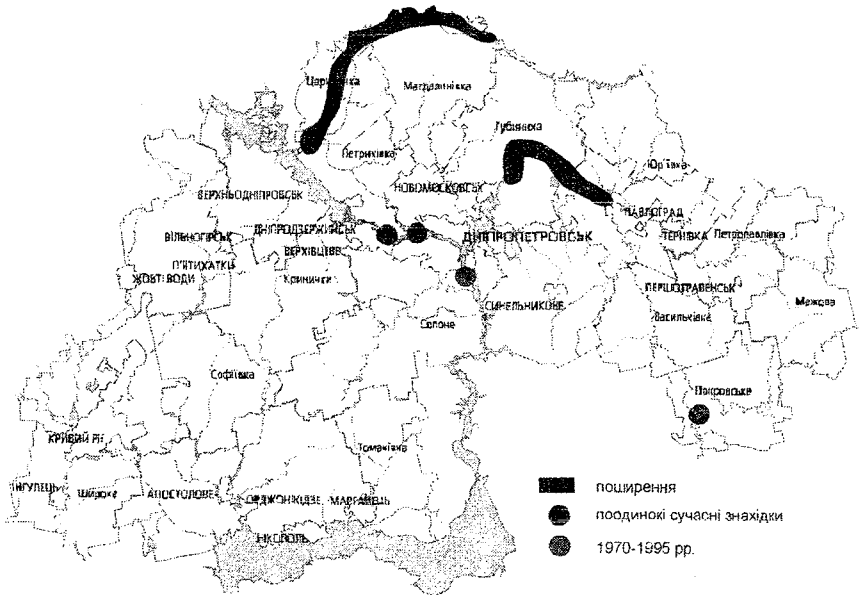 Царичанка
Магдалинівка
Губиниха
Петриківка
Юр'ївка
НОВОМОСКОВСЬК
ВЕРХНЬОДНІПРОВСЬК
ПАВЛОГРАД
ВІЛЬНОГІРСЬК
ДНІПРОДЗЕРЖИНСЬК
ДНІПРОПЕТРОВСЬК
ТЕРНІВКА
Петропавлівка
ВЕРХІВЦЕВЕ
П'ЯТИХАТКИ
ЖОВТІ ВОДИ
Кринички
ПЕРШОТРАВЕНСЬК
СИНЕЛЬНИКОВЕ
Межова
Солоне
Васильківка
Софіївка
Покровське
КРИВИЙ РІГ
Томаківка
ІНГУЛЕЦЬ
Широке
АПОСТОЛОВЕ
ОРДЖОНІКІДЗЕ
МАРГАНЕЦЬ
НІКОПОЛЬ
поширення
поодинокі сучасні знахідки
1970-1995 рр.